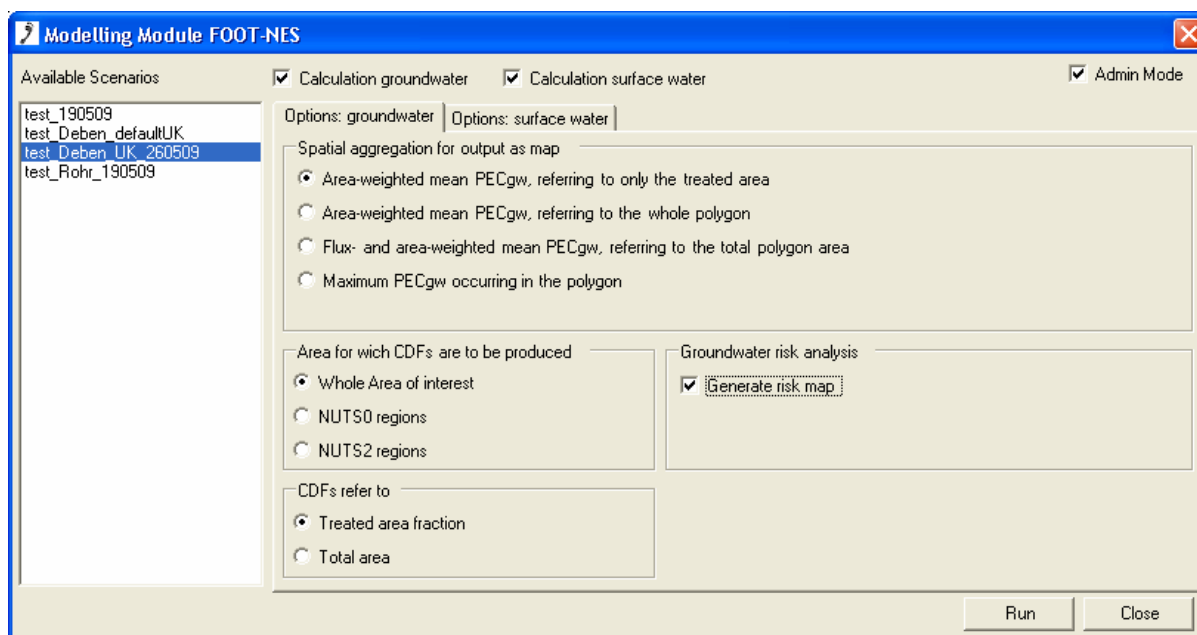 Modelling Module FOOT-NES
Available Scenarios
Calculation groundwater
Calculation surface water
Admin Mode
test_190509
test_Deben_defaultUK
test_Deben_UK_260509
test_Rohr_190509
Options: groundwater
Options: surface water
Spatial aggregation for output as map
Area-weighted mean PECgw, referring to only the treated area
Area-weighted mean PECgw, referring to the whole polygon
Flux- and area-weighted mean PECgw, referring to the total polygon area
Maximum PECgw occurring in the polygon
Area for wich CDFs are to be produced
Whole Area of interest
NUTS0 regions
NUTS2 regions
Groundwater risk analysis
Generate risk map
CDFs refer to
Treated area fraction
Total area
Run
Close